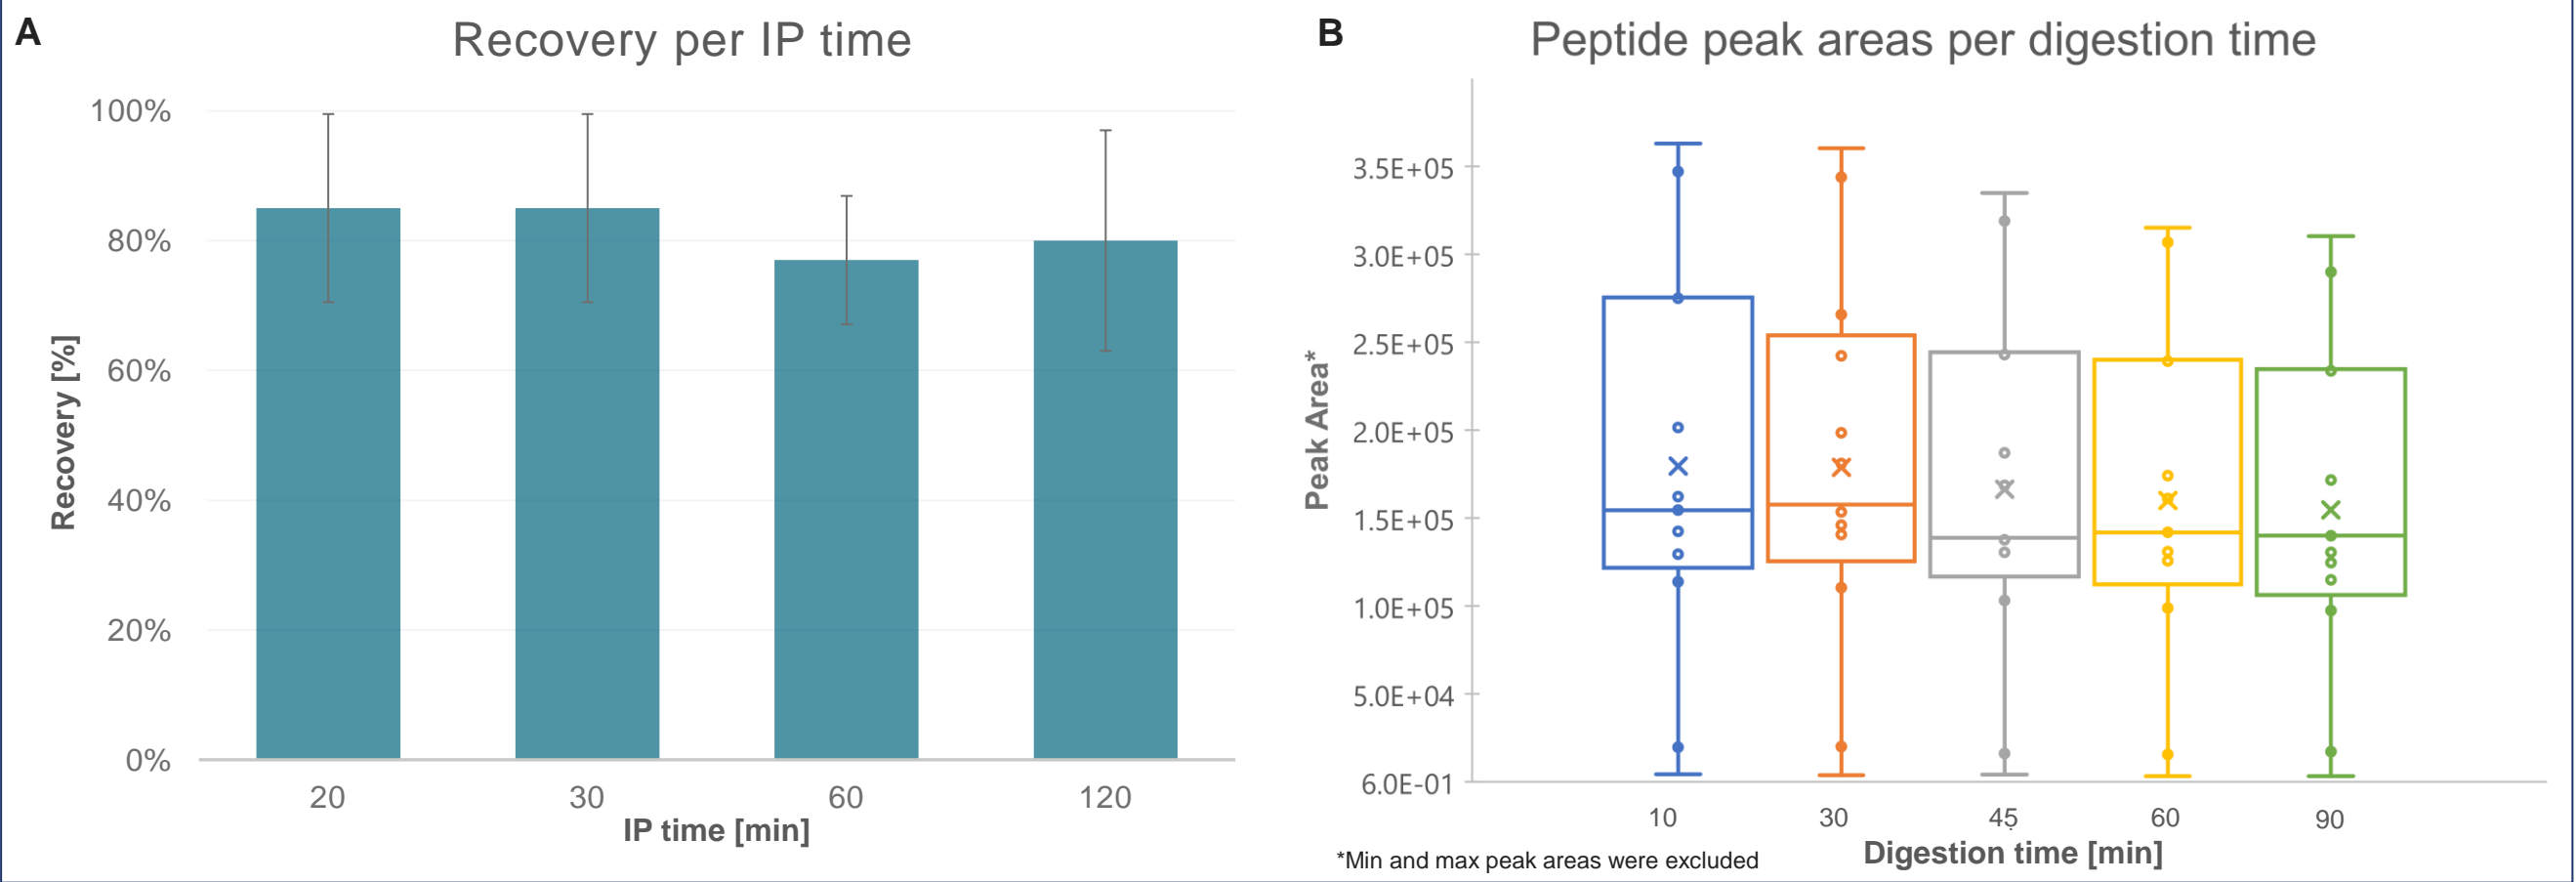 A
Recovery per IP time
100%
80%
60%
40%
20%
0%
Recovery [%]
20 30 60 120
IP time [min]
B
Peptide peak areas per digestion time
3.5E+05
3.0E+05
2.5E+05
2.0E+05
1.5E+05
1.0E+05
5.0E+04
6.0E-01
Peak Area*
10 30 45 60 90
Digestion time [min]
*Min and max peak areas were excluded